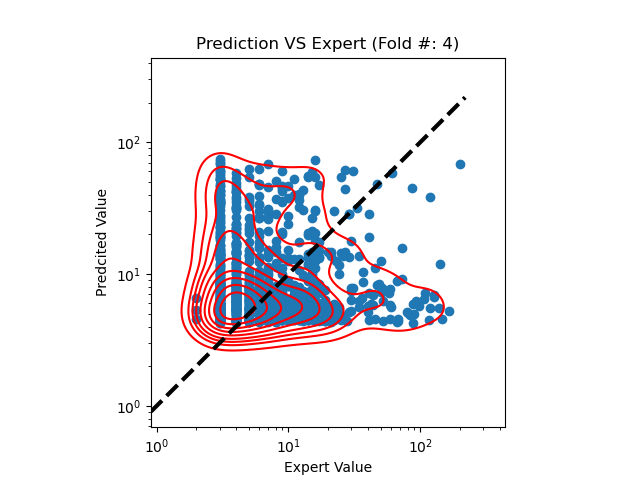 Prediction VS Expert (Fold #: 4)
Predcited Value
10²
10¹
10⁰
10⁰ 10¹ 10²
Expert Value